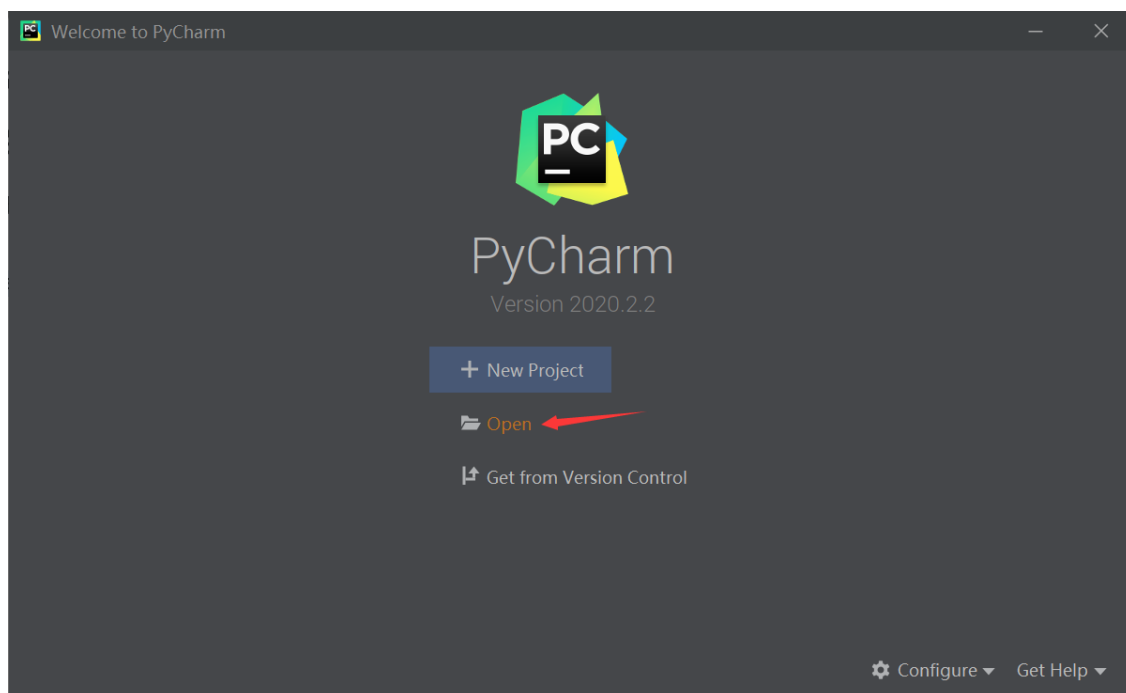 PC
Welcome to PyCharm
PC
PyCharm
Version 2020.2.2
New Project
Open
Get from Version Control
Configure
Get Help